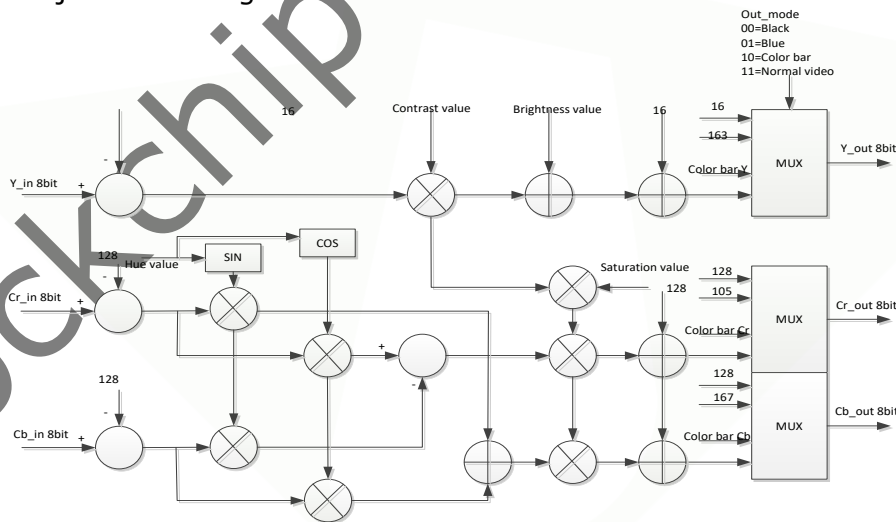 Out_mode
00=Black
01=Blue
10=Color bar
11=Normal video
16
Contrast value
Brightness value
16
16
163
Color bar Y
MUX
Y_out 8bit
Y_in 8bit
+
-
128
Hue value
SIN
COS
Cr_in 8bit
+
-
Saturation value
128
128
105
Color bar Cr
MUX
Cr_out 8bit
+
-
128
Cb_in 8bit
+
-
128
167
Color bar Cb
MUX
Cb_out 8bit
ckchip